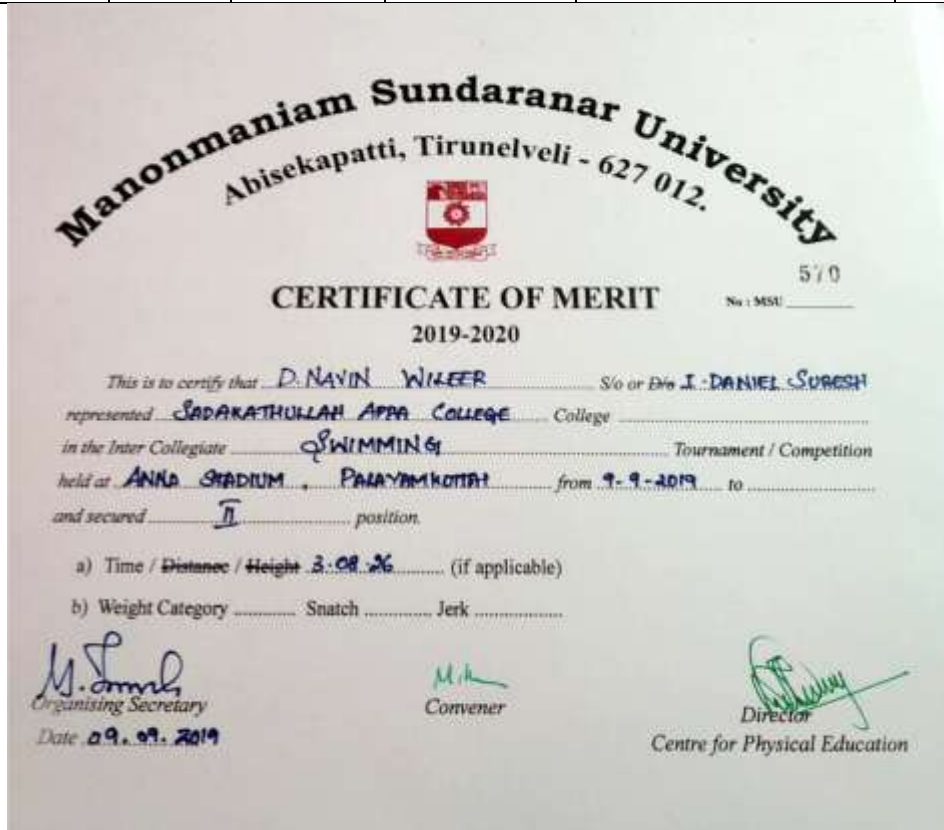 Manonmaniam Sundaranar University
Abisekapatti, Tirunelveli - 627 012.
570
CERTIFICATE OF MERIT
No : MSU
2019-2020
This is to certify that D. NAVIN WILFER S/o or D/o I. DANIEL SURESH
represented SADAKATHULLAH APPA COLLEGE College
in the Inter Collegiate SWIMMING Tournament / Competition
held at ANNA STADIUM, PALAYAMKOTTAI from 9-9-2019 to
and secured II position.
a) Time / Distance / Height 3.08.26 (if applicable)
b) Weight Category Snatch Jerk
Organising Secretary
Convener
Director
Date 09.09.2019
Centre for Physical Education